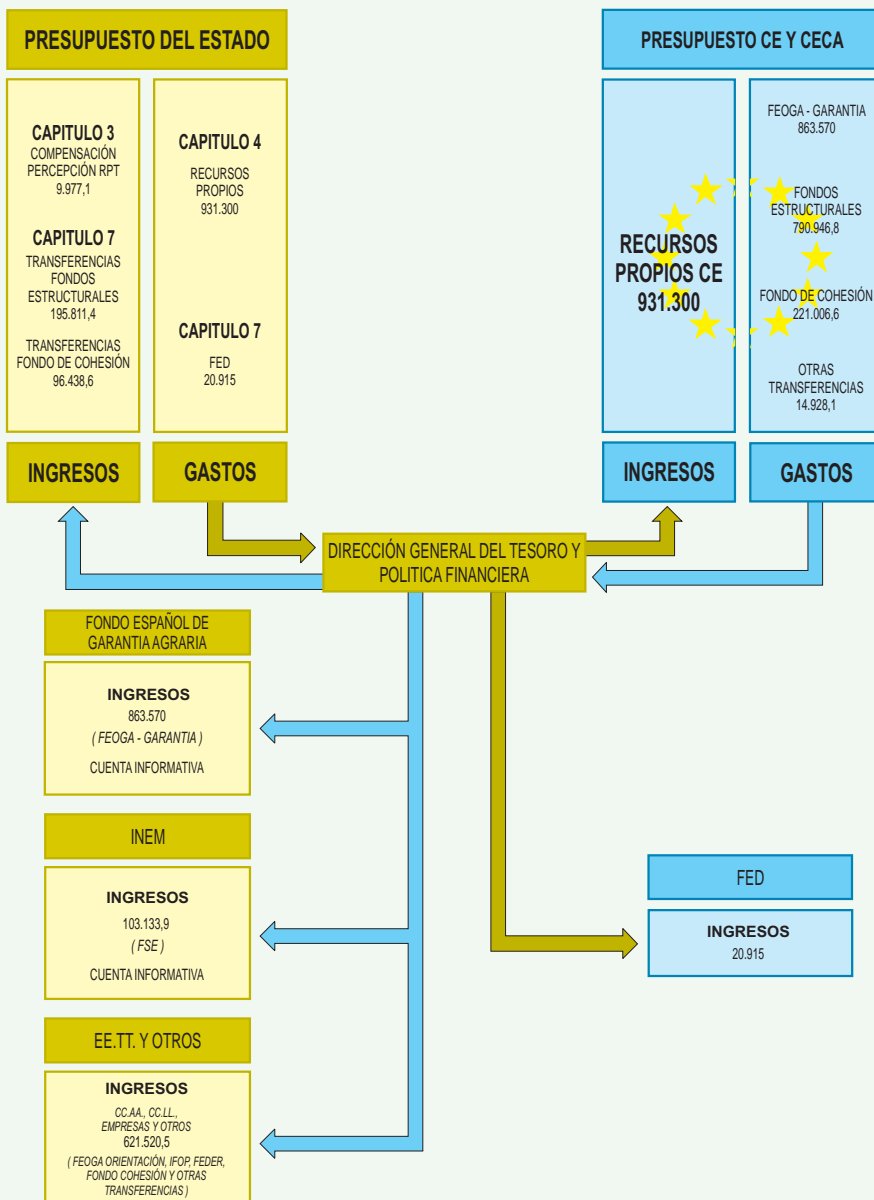 PRESUPUESTO DEL ESTADO
CAPITULO 3
COMPENSACIÓN
PERCEPCIÓN RPT
9.977,1
CAPITULO 7
TRANSFERENCIAS
FONDOS
ESTRUCTURALES
195.811,4
TRANSFERENCIAS
FONDO DE COHESIÓN
96.438,6
CAPITULO 4
RECURSOS
PROPIOS
931.300
CAPITULO 7
FED
20.915
INGRESOS
GASTOS
PRESUPUESTO CE Y CECA
RECURSOS
PROPIOS CE
931.300
FEOGA - GARANTIA
863.570
FONDOS
ESTRUCTURALES
790.946,8
FONDO DE COHESIÓN
221.006,6
OTRAS
TRANSFERENCIAS
14.928,1
INGRESOS
GASTOS
DIRECCIÓN GENERAL DEL TESORO Y
POLITICA FINANCIERA
FONDO ESPAÑOL DE
GARANTIA AGRARIA
INGRESOS
863.570
( FEOGA - GARANTIA )
CUENTA INFORMATIVA
INEM
INGRESOS
103.133,9
( FSE )
CUENTA INFORMATIVA
EE.TT. Y OTROS
INGRESOS
CC.AA., CC.LL.,
EMPRESAS Y OTROS
621.520,5
( FEOGA ORIENTACIÓN, IFOP, FEDER,
FONDO COHESIÓN Y OTRAS
TRANSFERENCIAS )
FED
INGRESOS
20.915